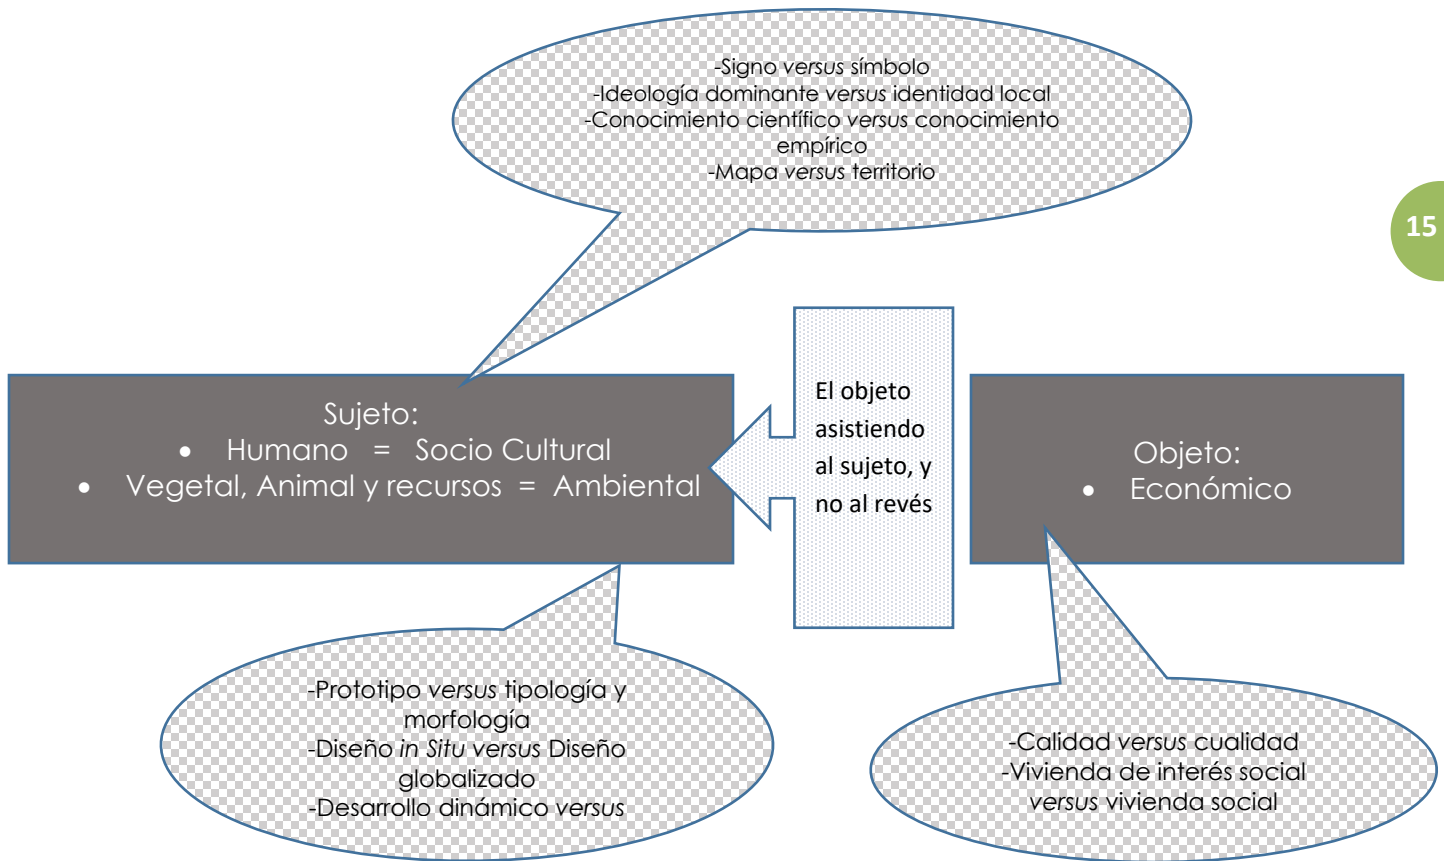 -Signo versus símbolo
-Ideología dominante versus identidad local
-Conocimiento científico versus conocimiento
empírico
-Mapa versus territorio
15
Sujeto:
• Humano = Socio Cultural
• Vegetal, Animal y recursos = Ambiental
El objeto
asistiendo
al sujeto, y
no al revés
Objeto:
• Económico
-Prototipo versus tipología y
morfología
-Diseño in Situ versus Diseño
globalizado
-Desarrollo dinámico versus
-Calidad versus cualidad
-Vivienda de interés social
versus vivienda social